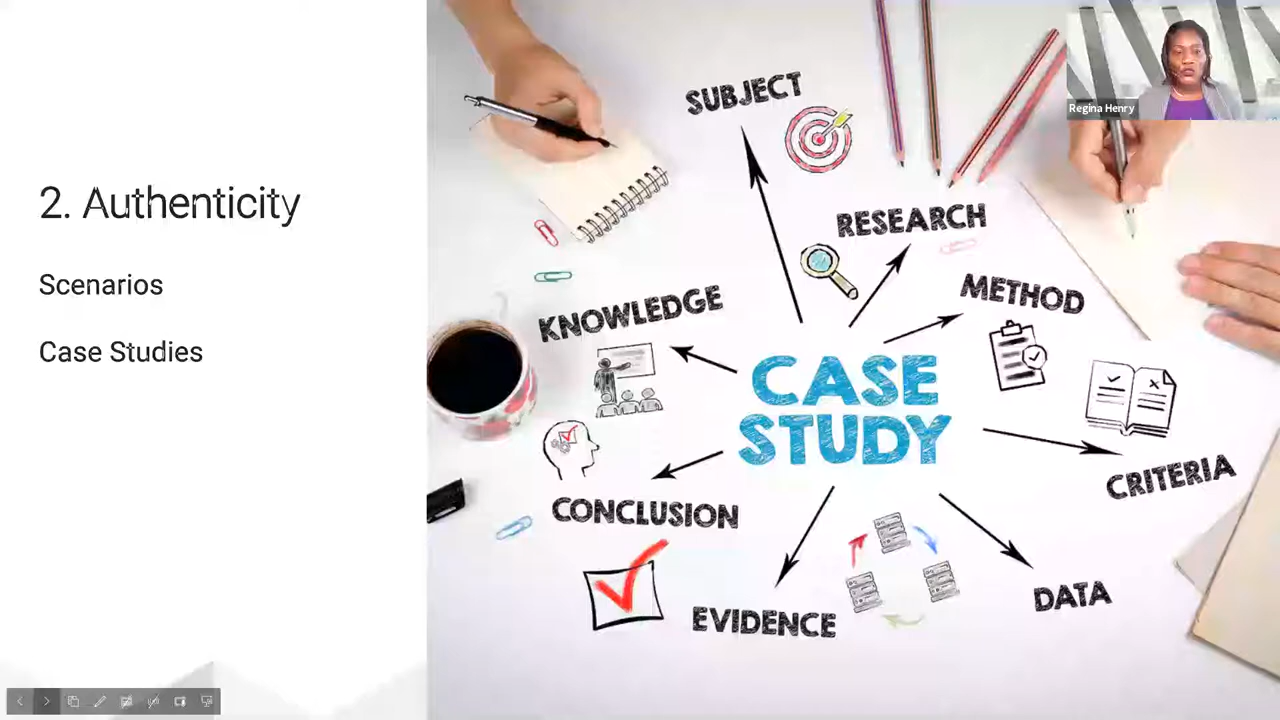 2. Authenticity
Scenarios
Case Studies
SUBJECT
RESEARCH
METHOD
KNOWLEDGE
CASE
STUDY
CRITERIA
CONCLUSION
EVIDENCE
DATA
Regina Henry